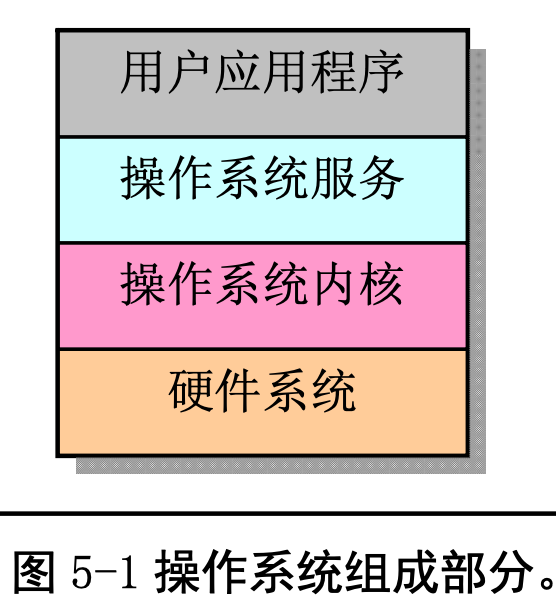 用户应用程序
操作系统服务
操作系统内核
硬件系统
图 5-1 操作系统组成部分。